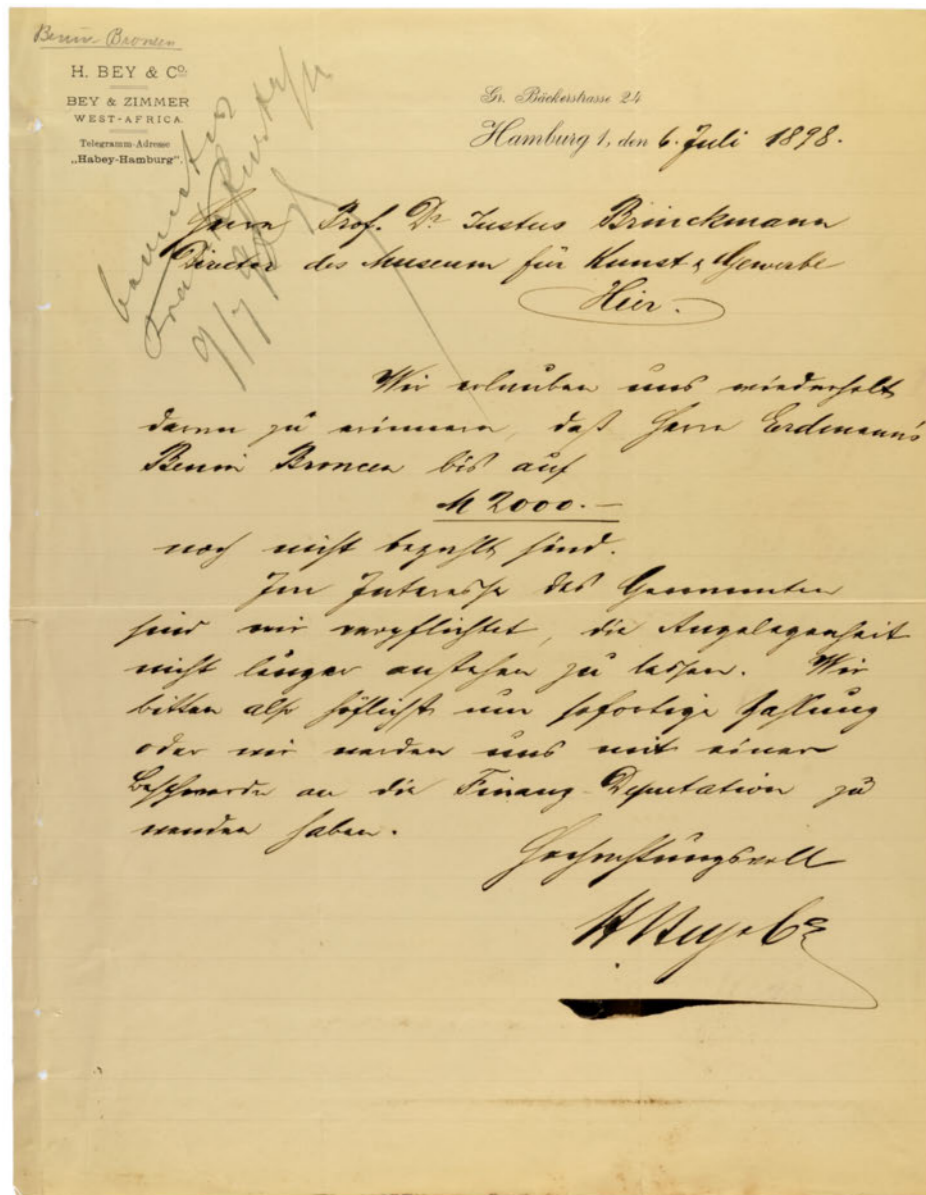 Benin-Broncen
H. BEY & Co.
BEY & ZIMMER
WEST-AFRICA.
Telegramm-Adresse
„Habey-Hamburg".
Gr. Bäckerstrasse 24
Hamburg 1, den 6. Juli 1898.
Herrn Prof. Dr. Justus Brinckmann
Director des Museum für Kunst & Gewerbe
Hier.
9/7 98
Wir erlauben uns wiederholt
daran zu erinnern, daß Herrn Erdmann's
Benin Broncen bis auf
M 2000.-
noch nicht bezahlt sind.
Im Interesse des Genannten
sind wir verpflichtet, die Angelegenheit
nicht länger anstehen zu lassen. Wir
bitten also höflichst um sofortige Zahlung
oder wir werden uns mit einer
Beschwerde an die Finanz-Deputation zu
wenden haben.
Hochachtungsvoll
H. Bey & Co